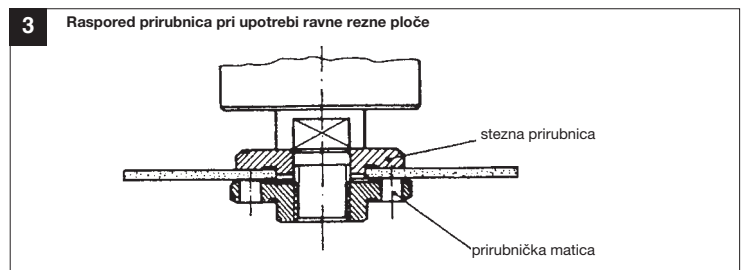 3
Raspored prirubnica pri upotrebi ravne rezne ploče
stezna prirubnica
prirubnička matica